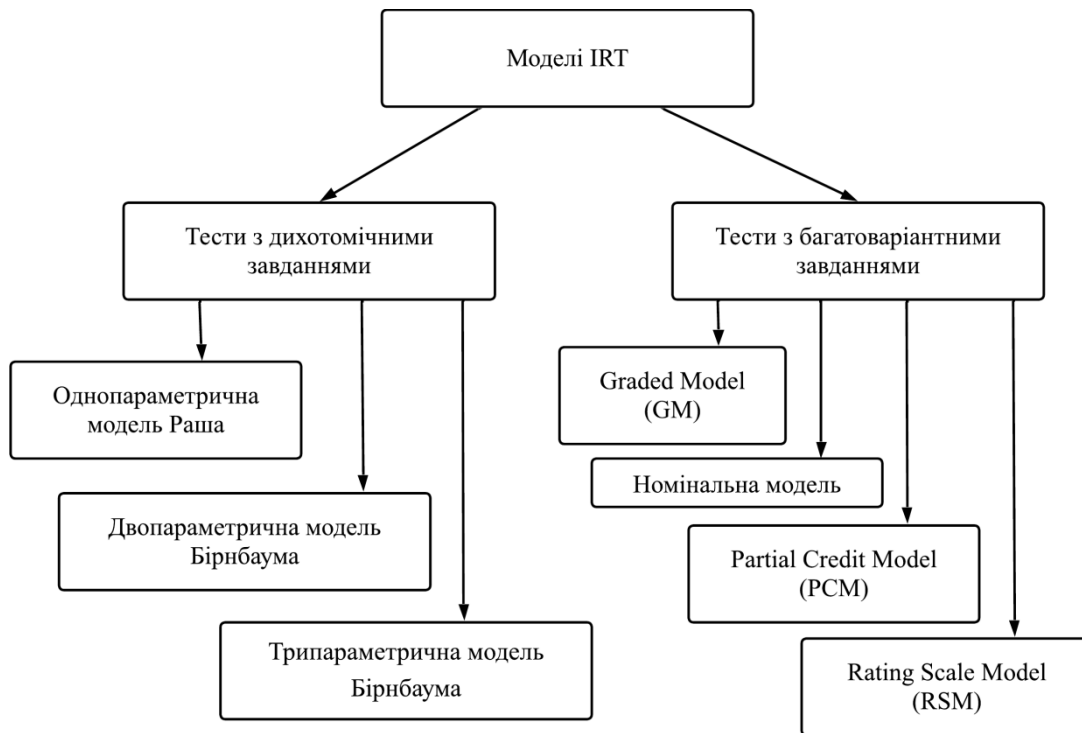 Моделі IRT
Тести з дихотомічними
завданнями
Тести з багатоваріантними
завданнями
Однопараметрична
модель Раша
Двопараметрична модель
Бірнбаума
Трипараметрична модель
Бірнбаума
Graded Model
(GM)
Номінальна модель
Partial Credit Model
(PCM)
Rating Scale Model
(RSM)